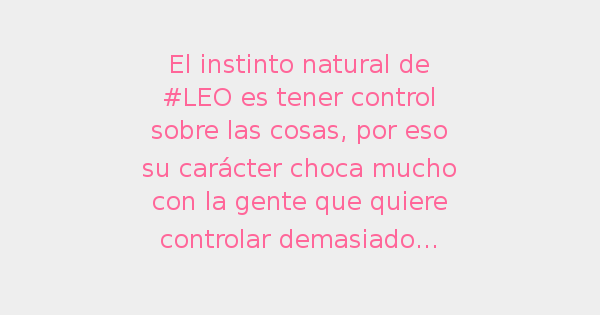 El instinto natural de
#LEO es tener control
sobre las cosas, por eso
su carácter choca mucho
con la gente que quiere
controlar demasiado...